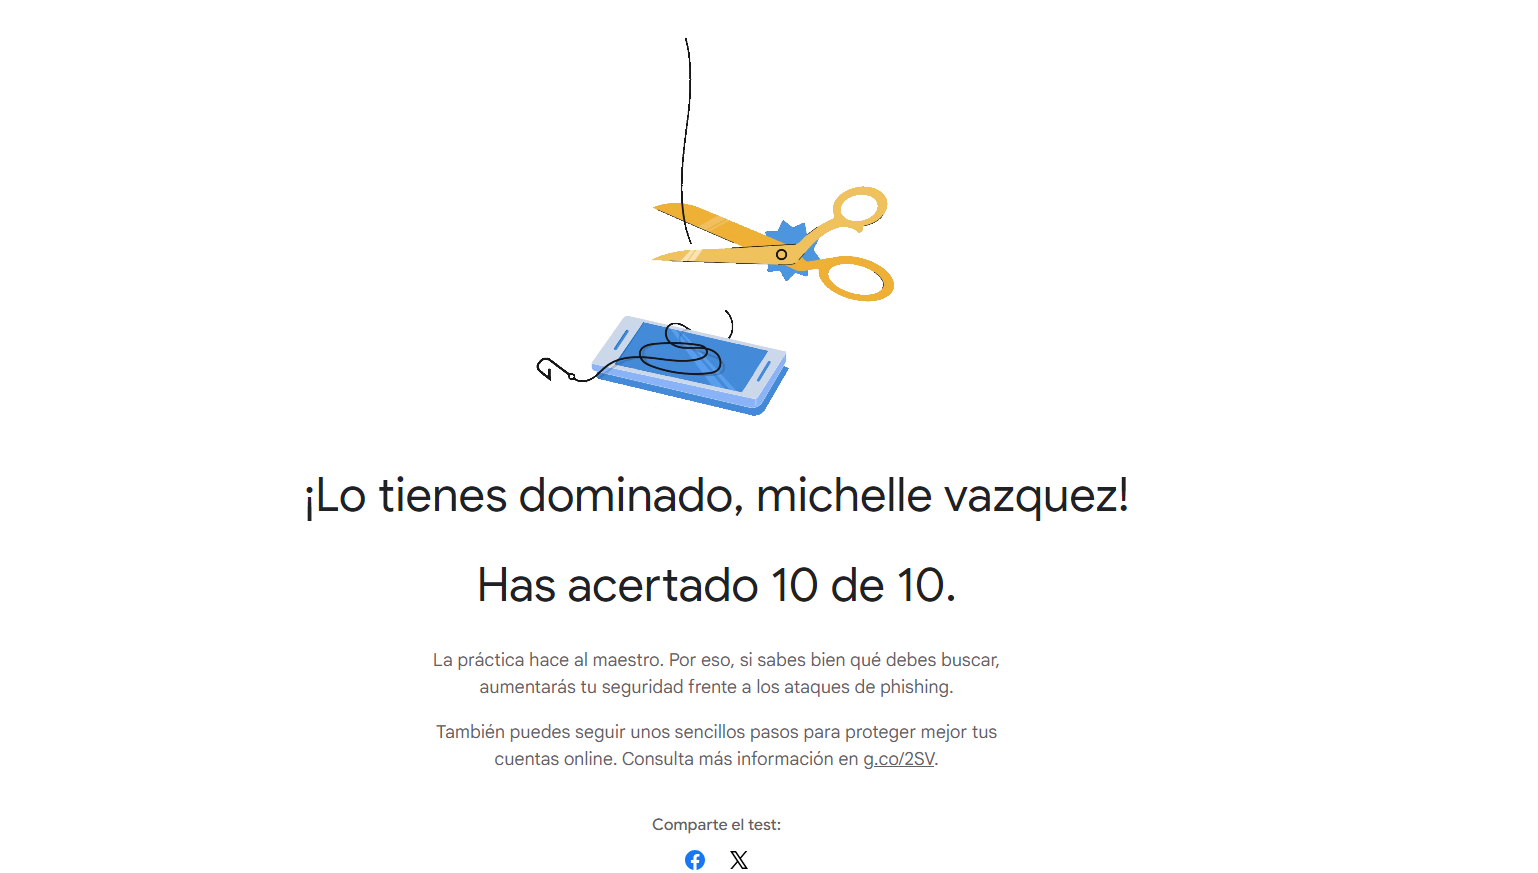 ¡Lo tienes dominado, michelle vazquez!
Has acertado 10 de 10.
La práctica hace al maestro. Por eso, si sabes bien qué debes buscar,
aumentarás tu seguridad frente a los ataques de phishing.
También puedes seguir unos sencillos pasos para proteger mejor tus
cuentas online. Consulta más información en g.co/2SV.
Comparte el test: